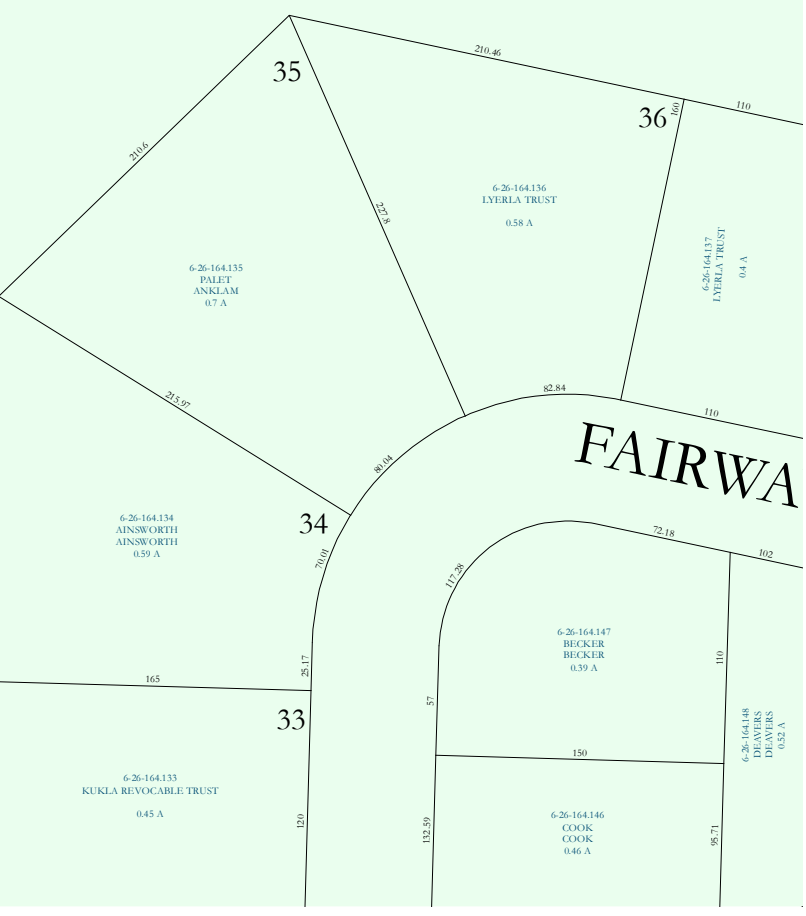 210.46
35
110
36
160
210.6
6-26-164.136
LYERLA TRUST
0.58 A
227.8
6-26-164.137
LYERLA TRUST
0.4 A
6-26-164.135
PALET
ANKLAM
0.7 A
215.97
82.84
110
FAIRWA
80.04
6-26-164.134
AINSWORTH
AINSWORTH
0.59 A
34
70.01
72.18
102
117.28
6-26-164.147
BECKER
BECKER
0.39 A
110
25.17
165
57
33
150
6-26-164.148
DEAVERS
DEAVERS
0.52 A
6-26-164.133
KUKLA REVOCABLE TRUST
0.45 A
120
132.59
6-26-164.146
COOK
COOK
0.46 A
95.71